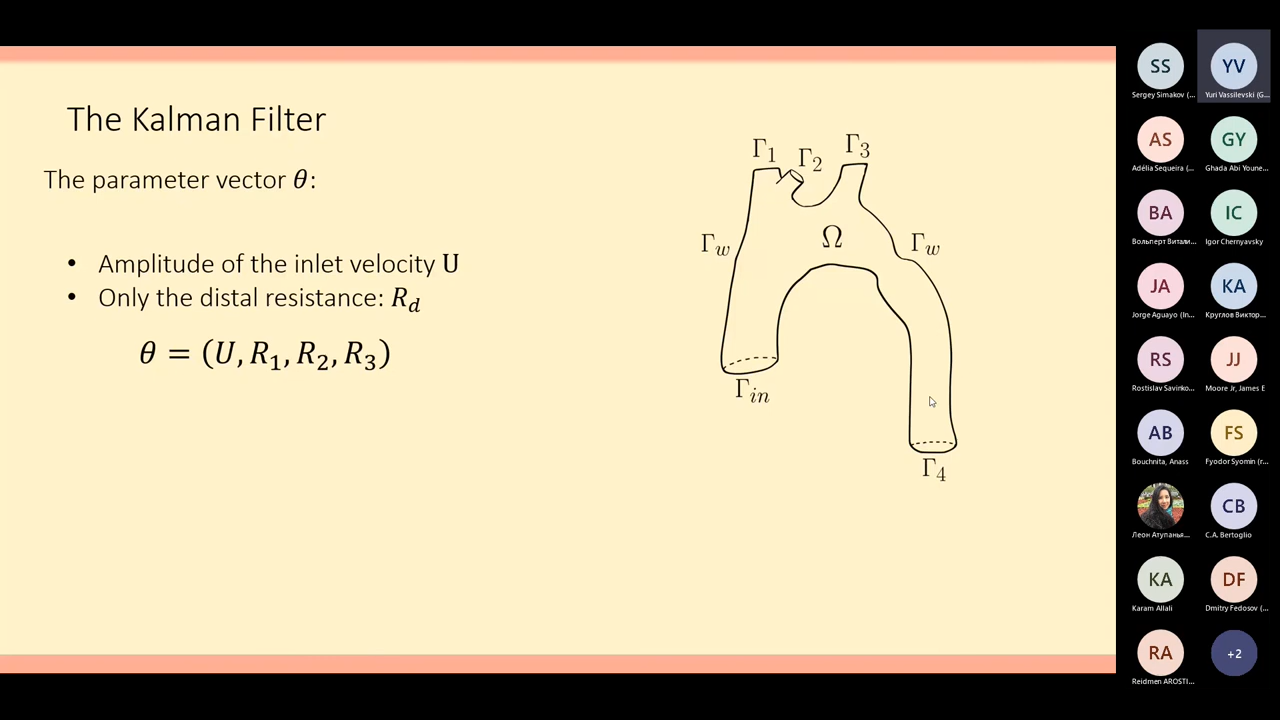 The Kalman Filter
The parameter vector θ:
• Amplitude of the inlet velocity U
• Only the distal resistance: R_d
θ = (U, R_1, R_2, R_3)
Γ_1
Γ_2
Γ_3
Γ_w
Ω
Γ_w
Γ_in
Γ_4
SS
Sergey Simakov (...
YV
Yuri Vassilevski (G...
AS
Adélia Sequeira (...
GY
Ghada Abi Youne...
BA
Вольперт Витали...
IC
Igor Chernyavsky
JA
Jorge Aguayo (In...
KA
Круглов Виктор...
RS
Rostislav Savinko...
JJ
Moore Jr, James E
AB
Bouchnita, Anass
FS
Fyodor Syomin (r...
Леон Атупанья...
CB
C.A. Bertoglio
KA
Karam Allali
DF
Dmitry Fedosov (...
RA
Reidmen AROSTI...
+2